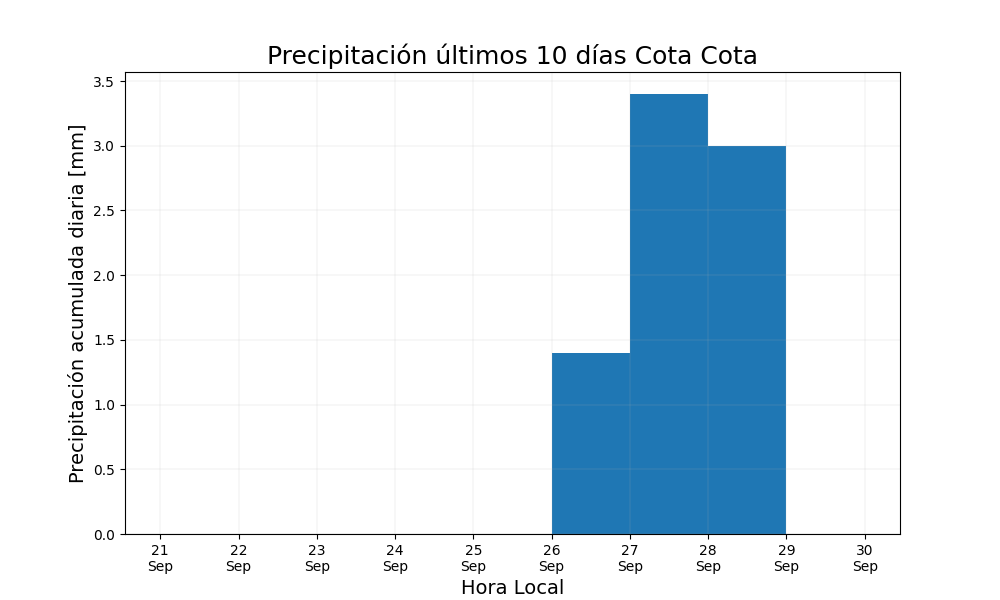 Precipitación últimos 10 días Cota Cota
Precipitación acumulada diaria [mm]
3.5
3.0
2.5
2.0
1.5
1.0
0.5
0.0
21 22 23 24 25 26 27 28 29 30
Sep Sep Sep Sep Sep Sep Sep Sep Sep Sep
Hora Local